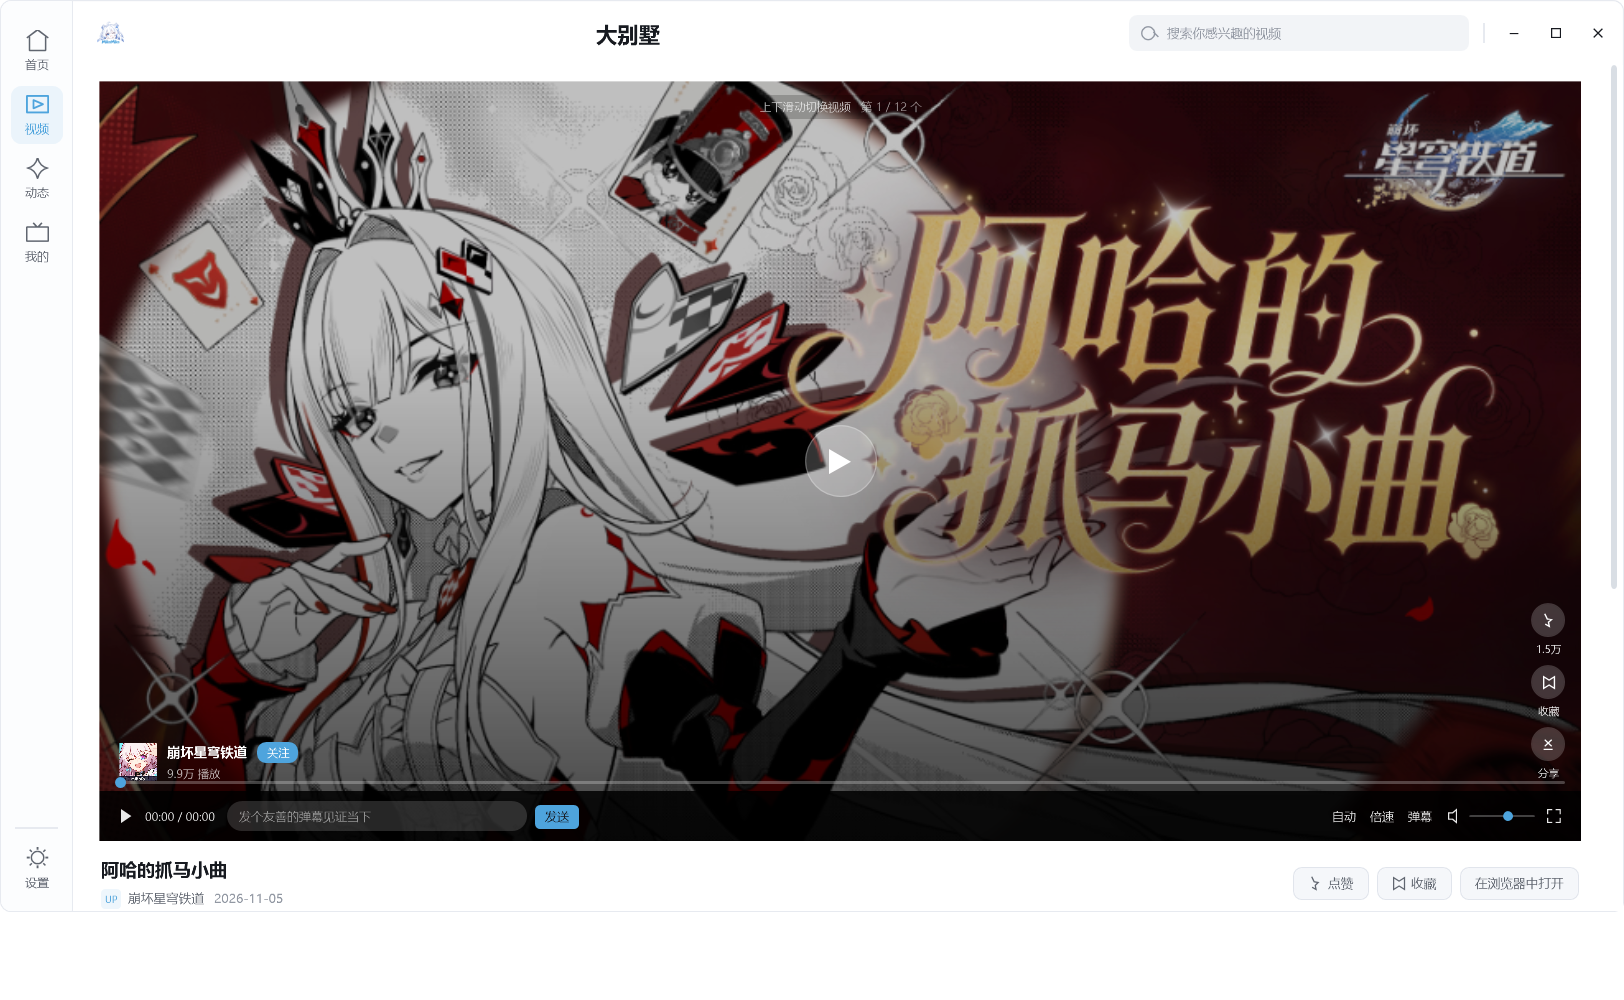 大别墅
搜索你感兴趣的视频
首页
视频
动态
我的
设置
上下滑动切换视频 第 1 / 12 个
崩坏
星穹铁道
阿哈的
抓马小曲
1.5万
收藏
分享
崩坏星穹铁道 关注
9.9万 播放
00:00 / 00:00 发个友善的弹幕见证当下 发送 自动 倍速 弹幕
阿哈的抓马小曲
UP 崩坏星穹铁道 2026-11-05
点赞 收藏 在浏览器中打开